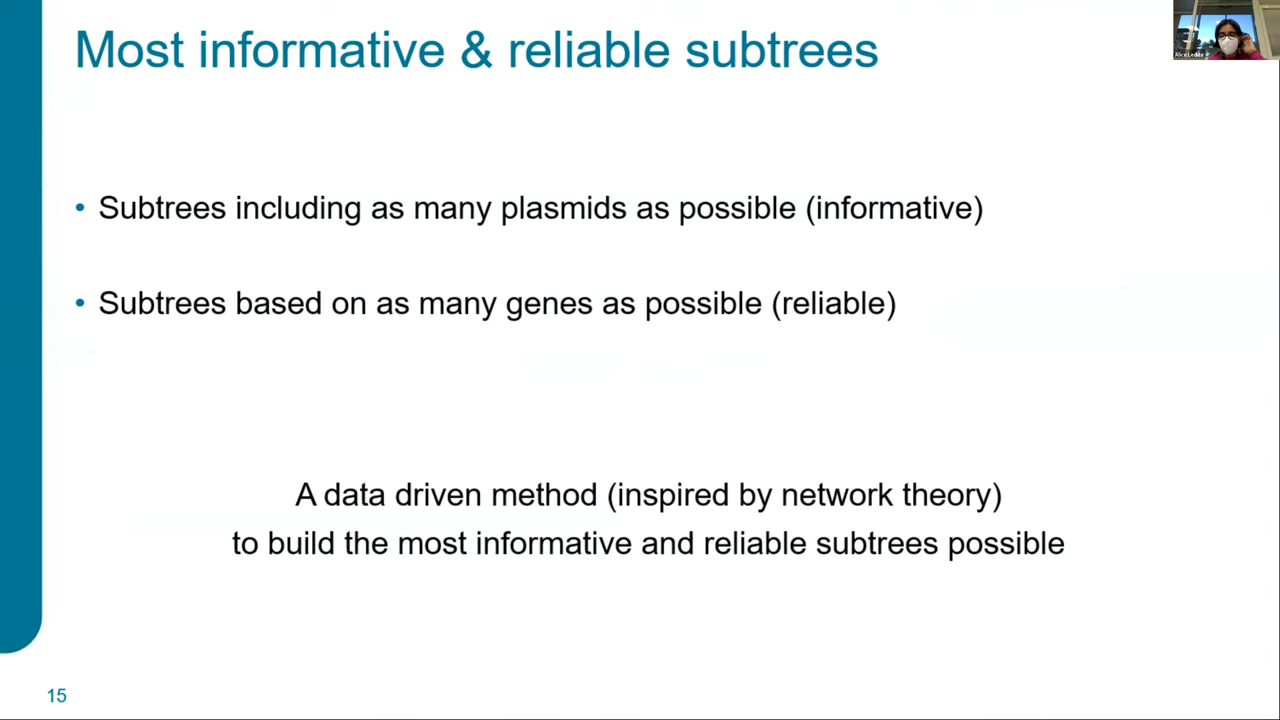 Most informative & reliable subtrees
Alice Ledda
• Subtrees including as many plasmids as possible (informative)
• Subtrees based on as many genes as possible (reliable)
A data driven method (inspired by network theory)
to build the most informative and reliable subtrees possible
15